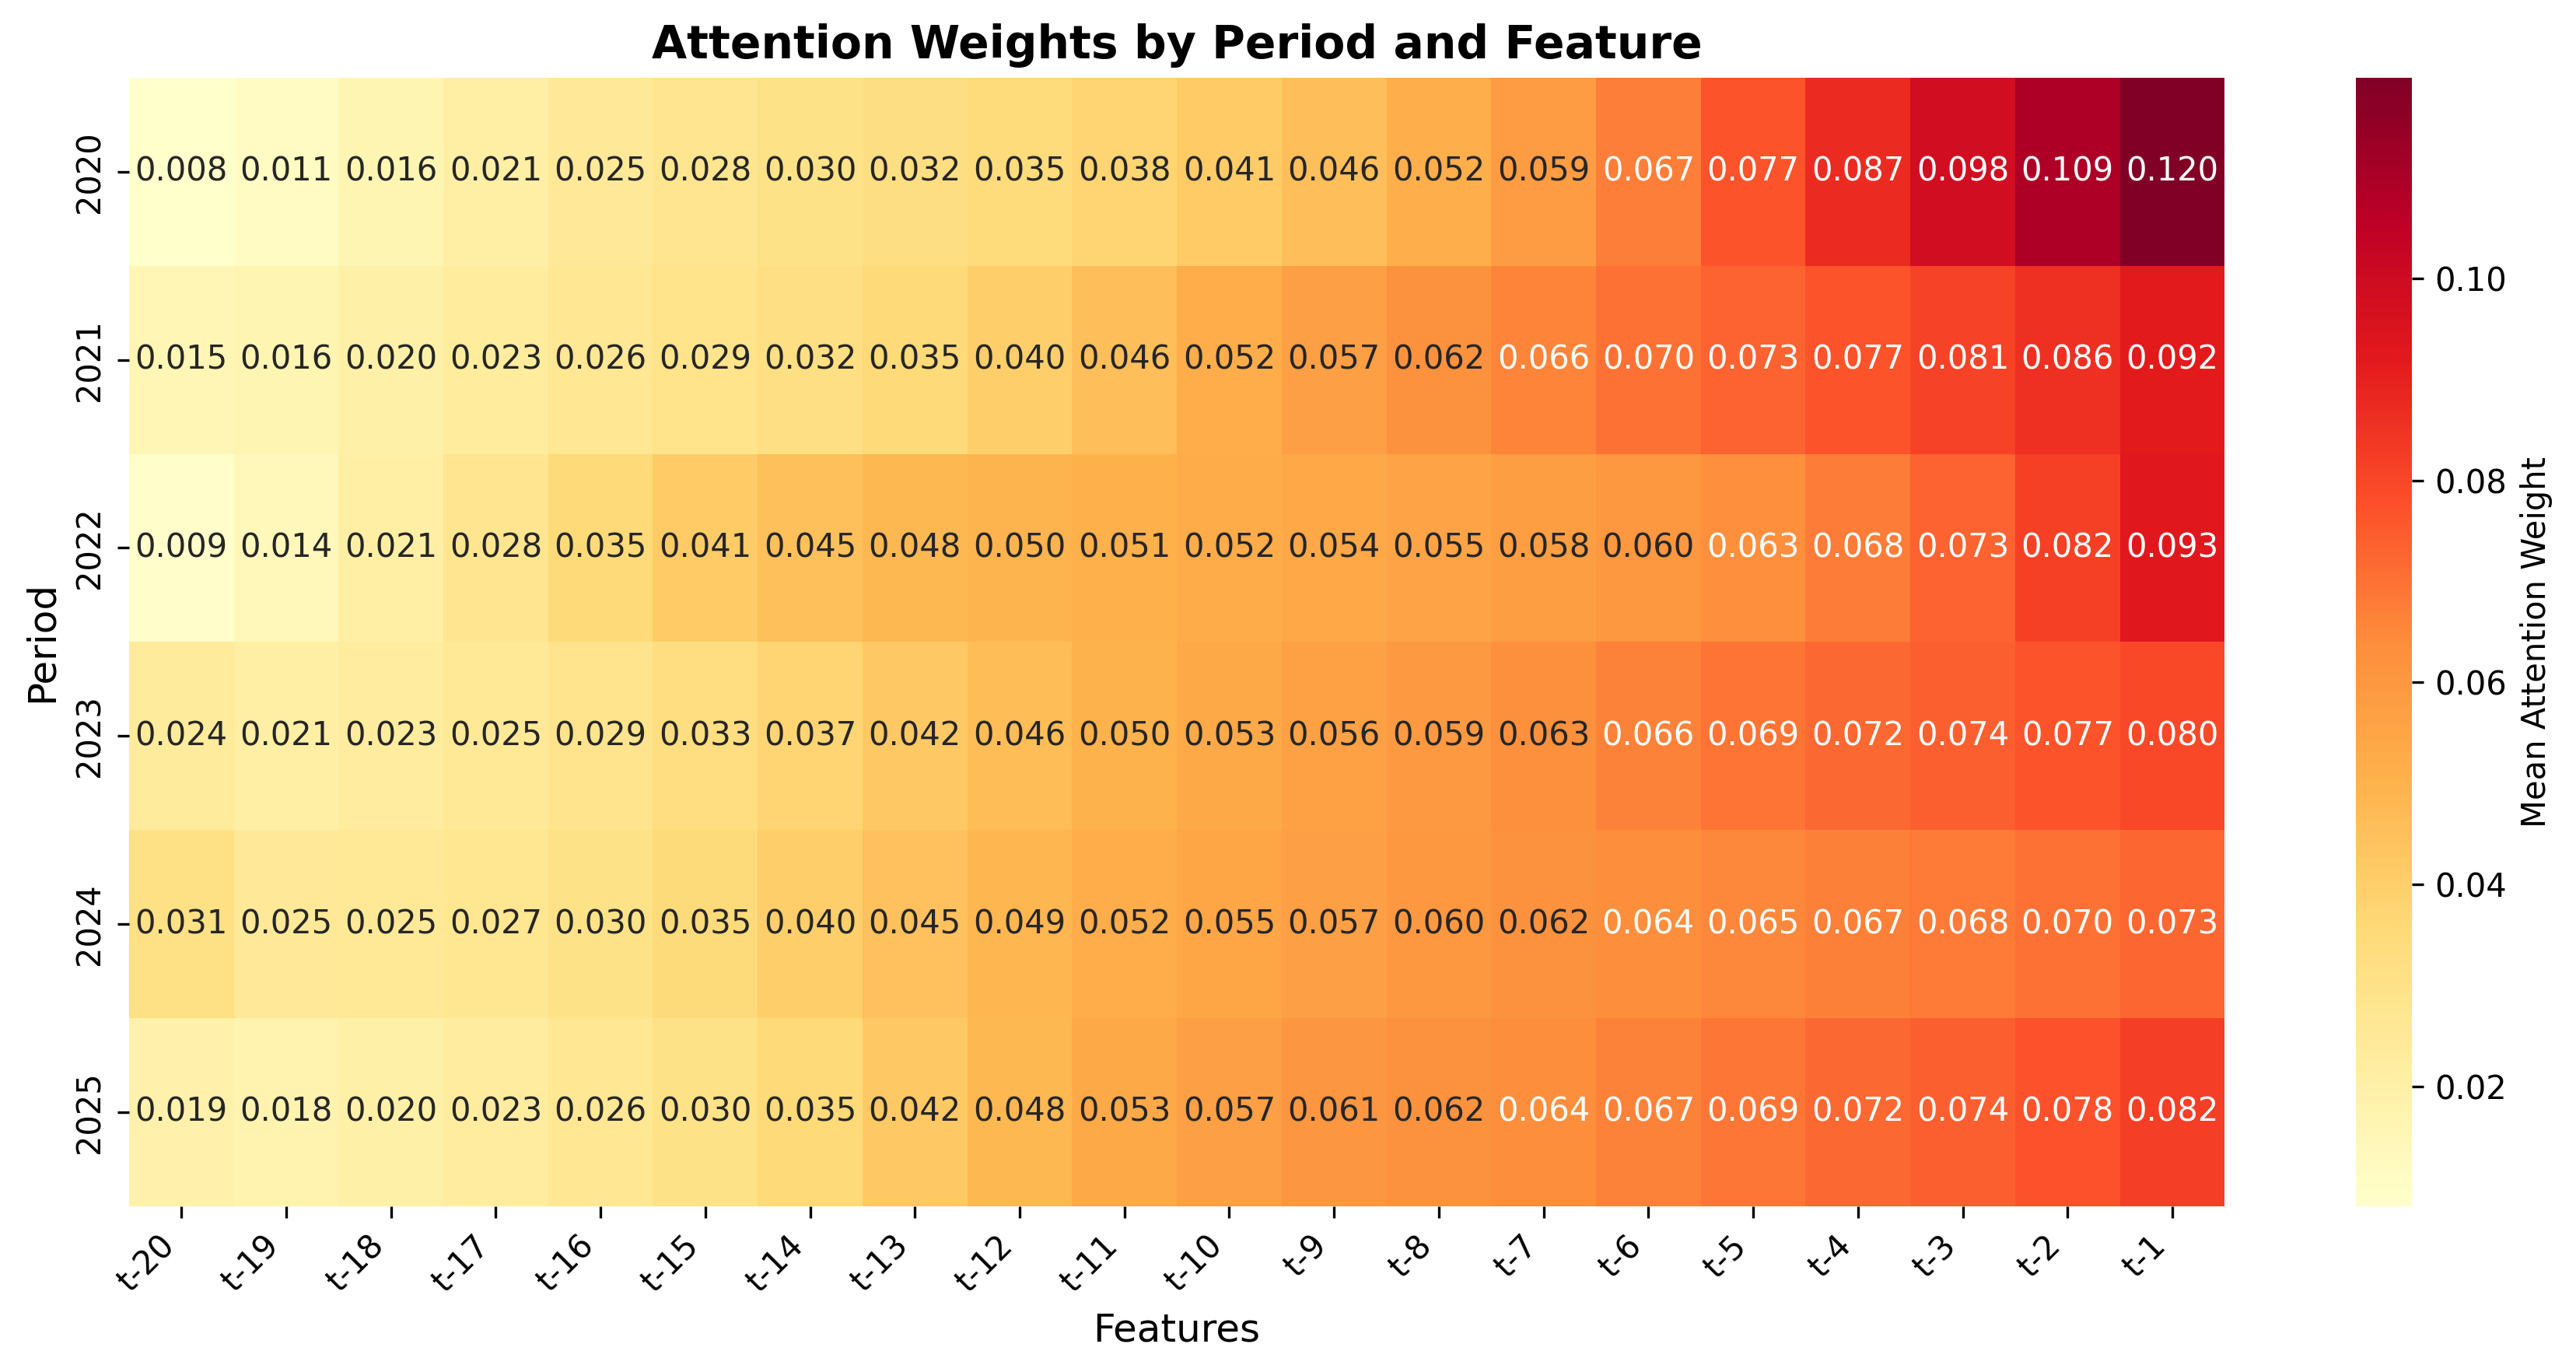 Attention Weights by Period and Feature
Period
2020 0.008 0.011 0.016 0.021 0.025 0.028 0.030 0.032 0.035 0.038 0.041 0.046 0.052 0.059 0.067 0.077 0.087 0.098 0.109 0.120
2021 0.015 0.016 0.020 0.023 0.026 0.029 0.032 0.035 0.040 0.046 0.052 0.057 0.062 0.066 0.070 0.073 0.077 0.081 0.086 0.092
2022 0.009 0.014 0.021 0.028 0.035 0.041 0.045 0.048 0.050 0.051 0.052 0.054 0.055 0.058 0.060 0.063 0.068 0.073 0.082 0.093
2023 0.024 0.021 0.023 0.025 0.029 0.033 0.037 0.042 0.046 0.050 0.053 0.056 0.059 0.063 0.066 0.069 0.072 0.074 0.077 0.080
2024 0.031 0.025 0.025 0.027 0.030 0.035 0.040 0.045 0.049 0.052 0.055 0.057 0.060 0.062 0.064 0.065 0.067 0.068 0.070 0.073
2025 0.019 0.018 0.020 0.023 0.026 0.030 0.035 0.042 0.048 0.053 0.057 0.061 0.062 0.064 0.067 0.069 0.072 0.074 0.078 0.082
t-20 t-19 t-18 t-17 t-16 t-15 t-14 t-13 t-12 t-11 t-10 t-9 t-8 t-7 t-6 t-5 t-4 t-3 t-2 t-1
Features
0.10
0.08
0.06
0.04
0.02
Mean Attention Weight